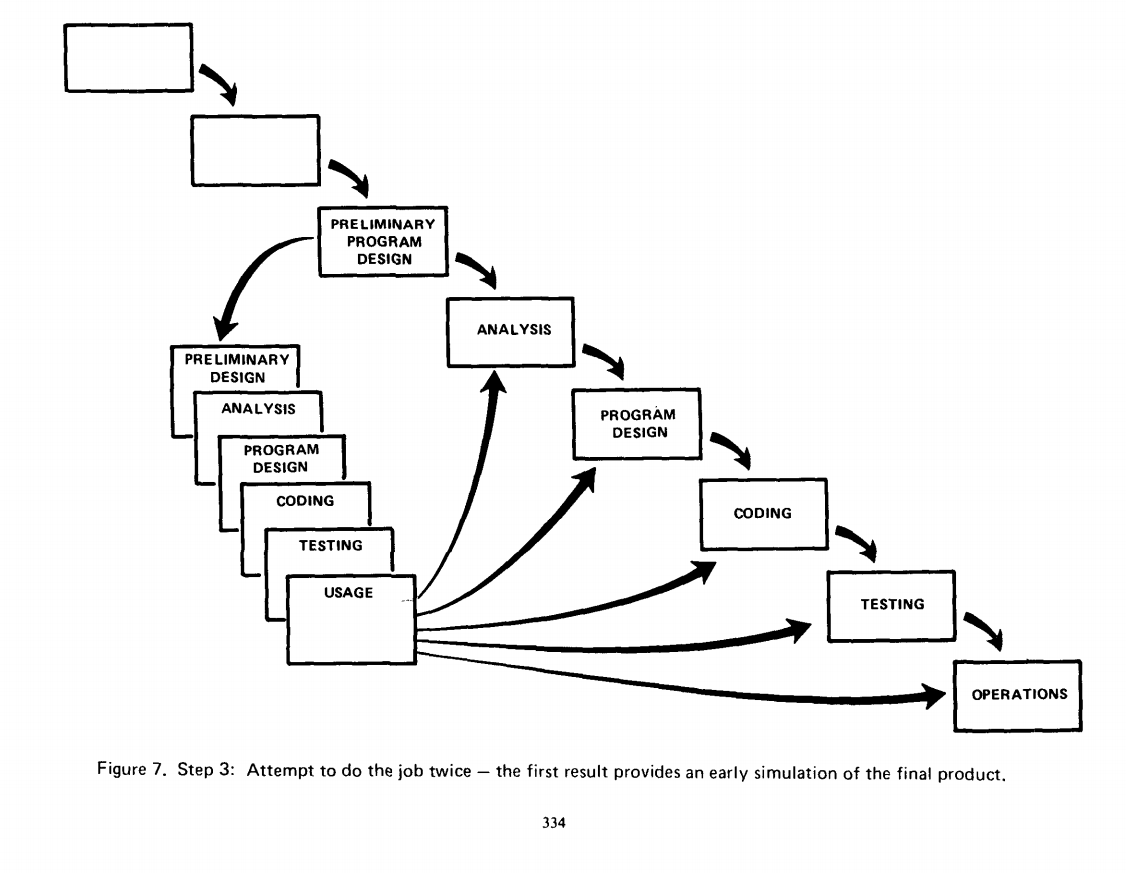 PRELIMINARY
PROGRAM
DESIGN
ANALYSIS
PROGRAM
DESIGN
CODING
TESTING
OPERATIONS
PRELIMINARY
DESIGN
ANALYSIS
PROGRAM
DESIGN
CODING
TESTING
USAGE
Figure 7. Step 3: Attempt to do the job twice — the first result provides an early simulation of the final product.
334